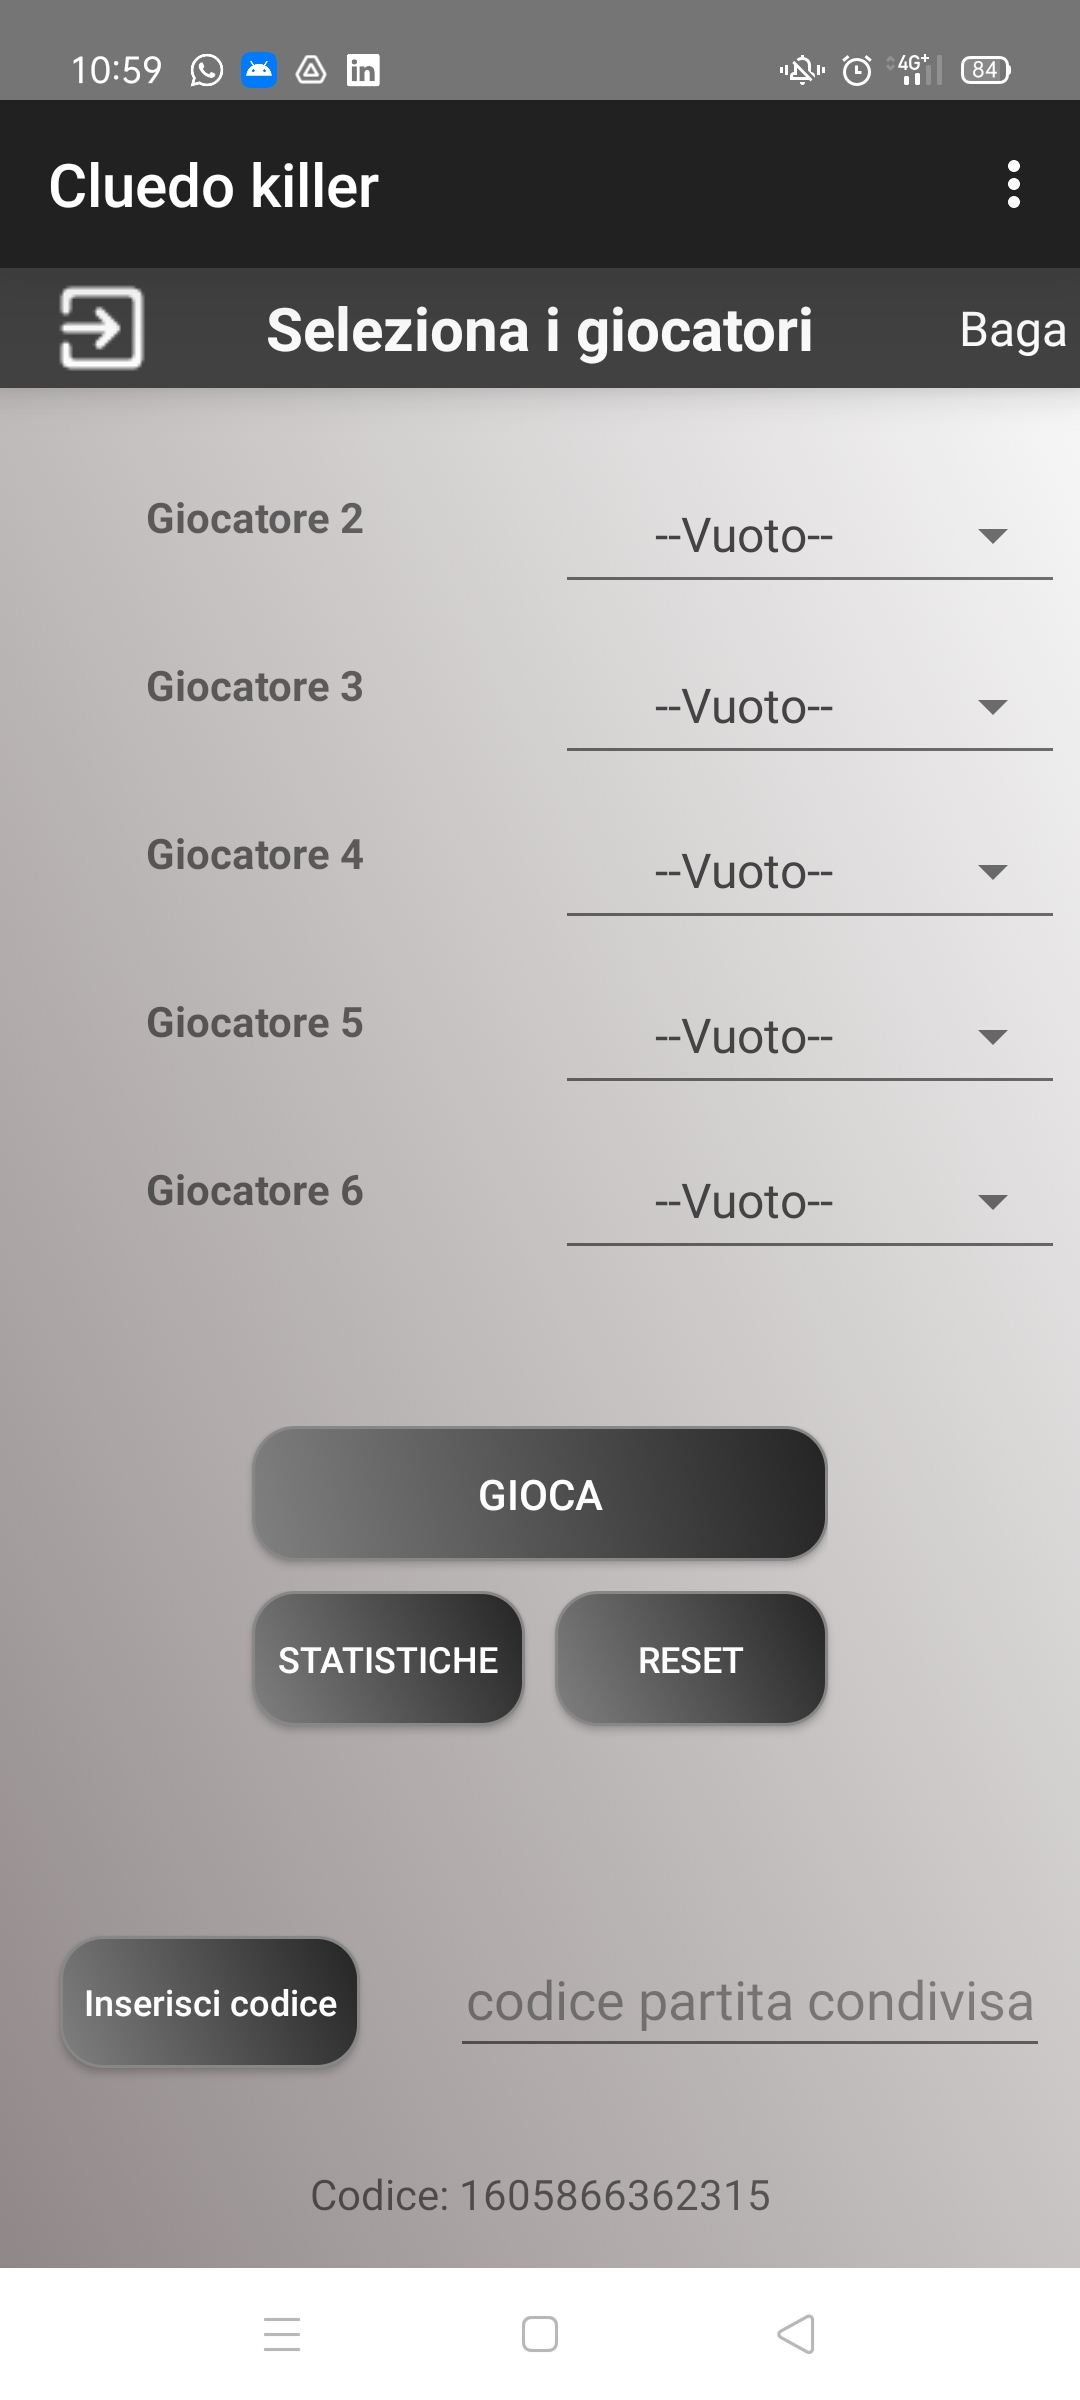 10:59
4G+
84
Cluedo killer
Seleziona i giocatori
Baga
Giocatore 2
--Vuoto--
Giocatore 3
--Vuoto--
Giocatore 4
--Vuoto--
Giocatore 5
--Vuoto--
Giocatore 6
--Vuoto--
GIOCA
STATISTICHE
RESET
Inserisci codice
codice partita condivisa
Codice: 1605866362315